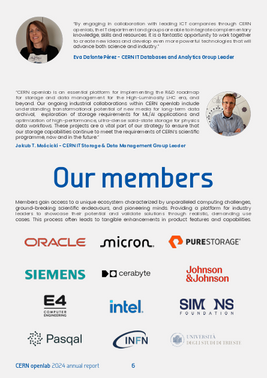 "By engaging in collaboration with leading ICT companies through CERN
openlab, the IT department and groups are able to integrate complementary
knowledge, skills and resources. It is a fantastic opportunity to work together
to create new ideas and develop even more powerful technologies that will
advance both science and industry."
Eva Dafonte Pérez - CERN IT Databases and Analytics Group Leader
"CERN openlab is an essential platform for implementing the R&D roadmap
for storage and data management for the High-Luminosity LHC era, and
beyond. Our ongoing industrial collaborations within CERN openlab include
understanding transformational potential of new media for long-term data
archival, exploration of storage requirements for ML/AI applications and
optimization of high-performance, ultra-dense solid-state storage for physics
data workflows. These projects are a vital part of our strategy to ensure that
our storage capabilities continue to meet the requirements of CERN's scientific
programme, now and in the future."
Jakub T. Mościcki - CERN IT Storage & Data Management Group Leader
Our members
Members gain access to a unique ecosystem characterized by unparalleled computing challenges,
ground-breaking scientific endeavours, and pioneering minds. Providing a platform for industry
leaders to showcase their potential and validate solutions through realistic, demanding use
cases. This process often leads to tangible enhancements in product features and capabilities.
ORACLE
micron
PURESTORAGE
SIEMENS
cerabyte
Johnson
&Johnson
E4
COMPUTER
ENGINEERING
intel
SIMONS
FOUNDATION
Pasqal
INFN
UNIVERSITÀ
DEGLI STUDI DI TRIESTE
CERN openlab 2024 annual report
6